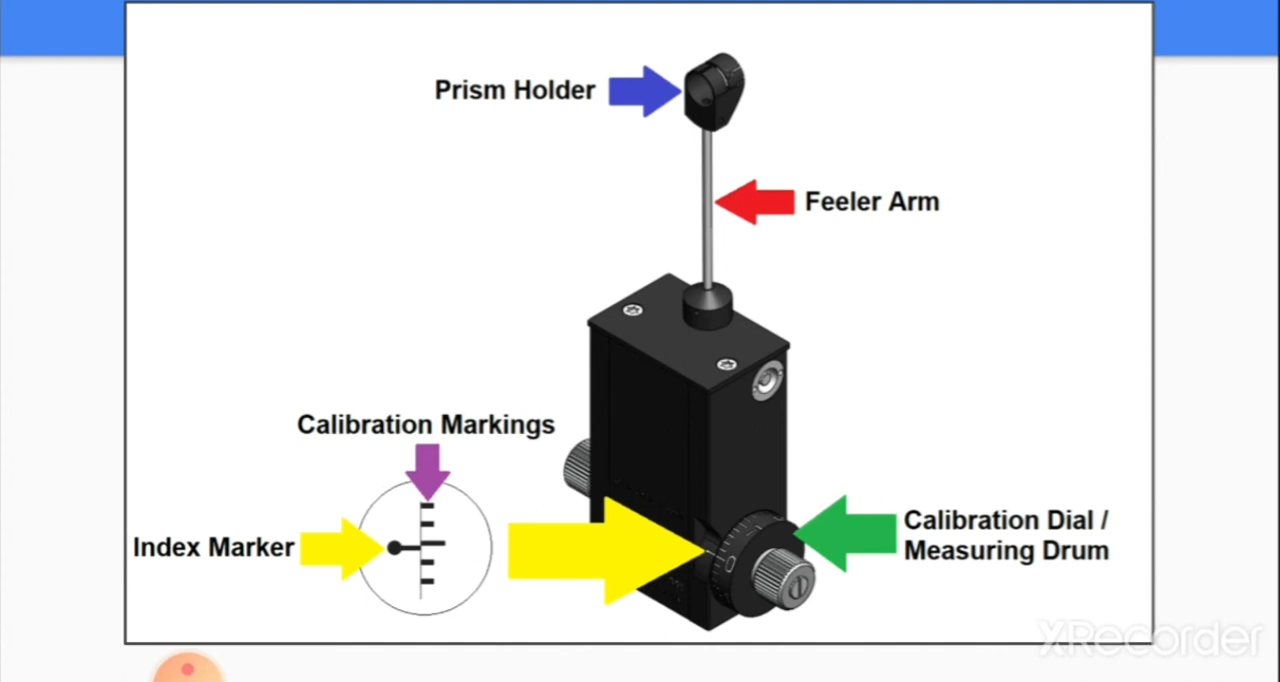 Prism Holder
Feeler Arm
Calibration Markings
Index Marker
Calibration Dial /
Measuring Drum
XRecorder